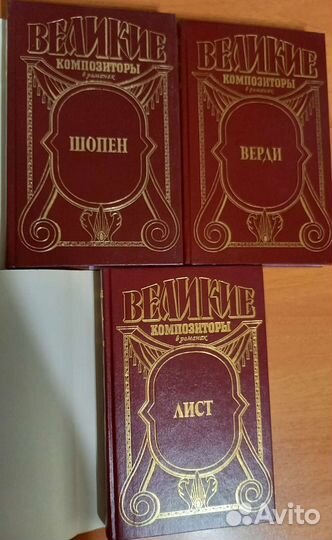 ВЕЛИКИЕ
КОМПОЗИТОРЫ
в романах
ШОПЕН
ВЕЛИКИЕ
КОМПОЗИТОРЫ
в романах
ВЕРДИ
ВЕЛИКИЕ
КОМПОЗИТОРЫ
в романах
ЛИСТ
Avito